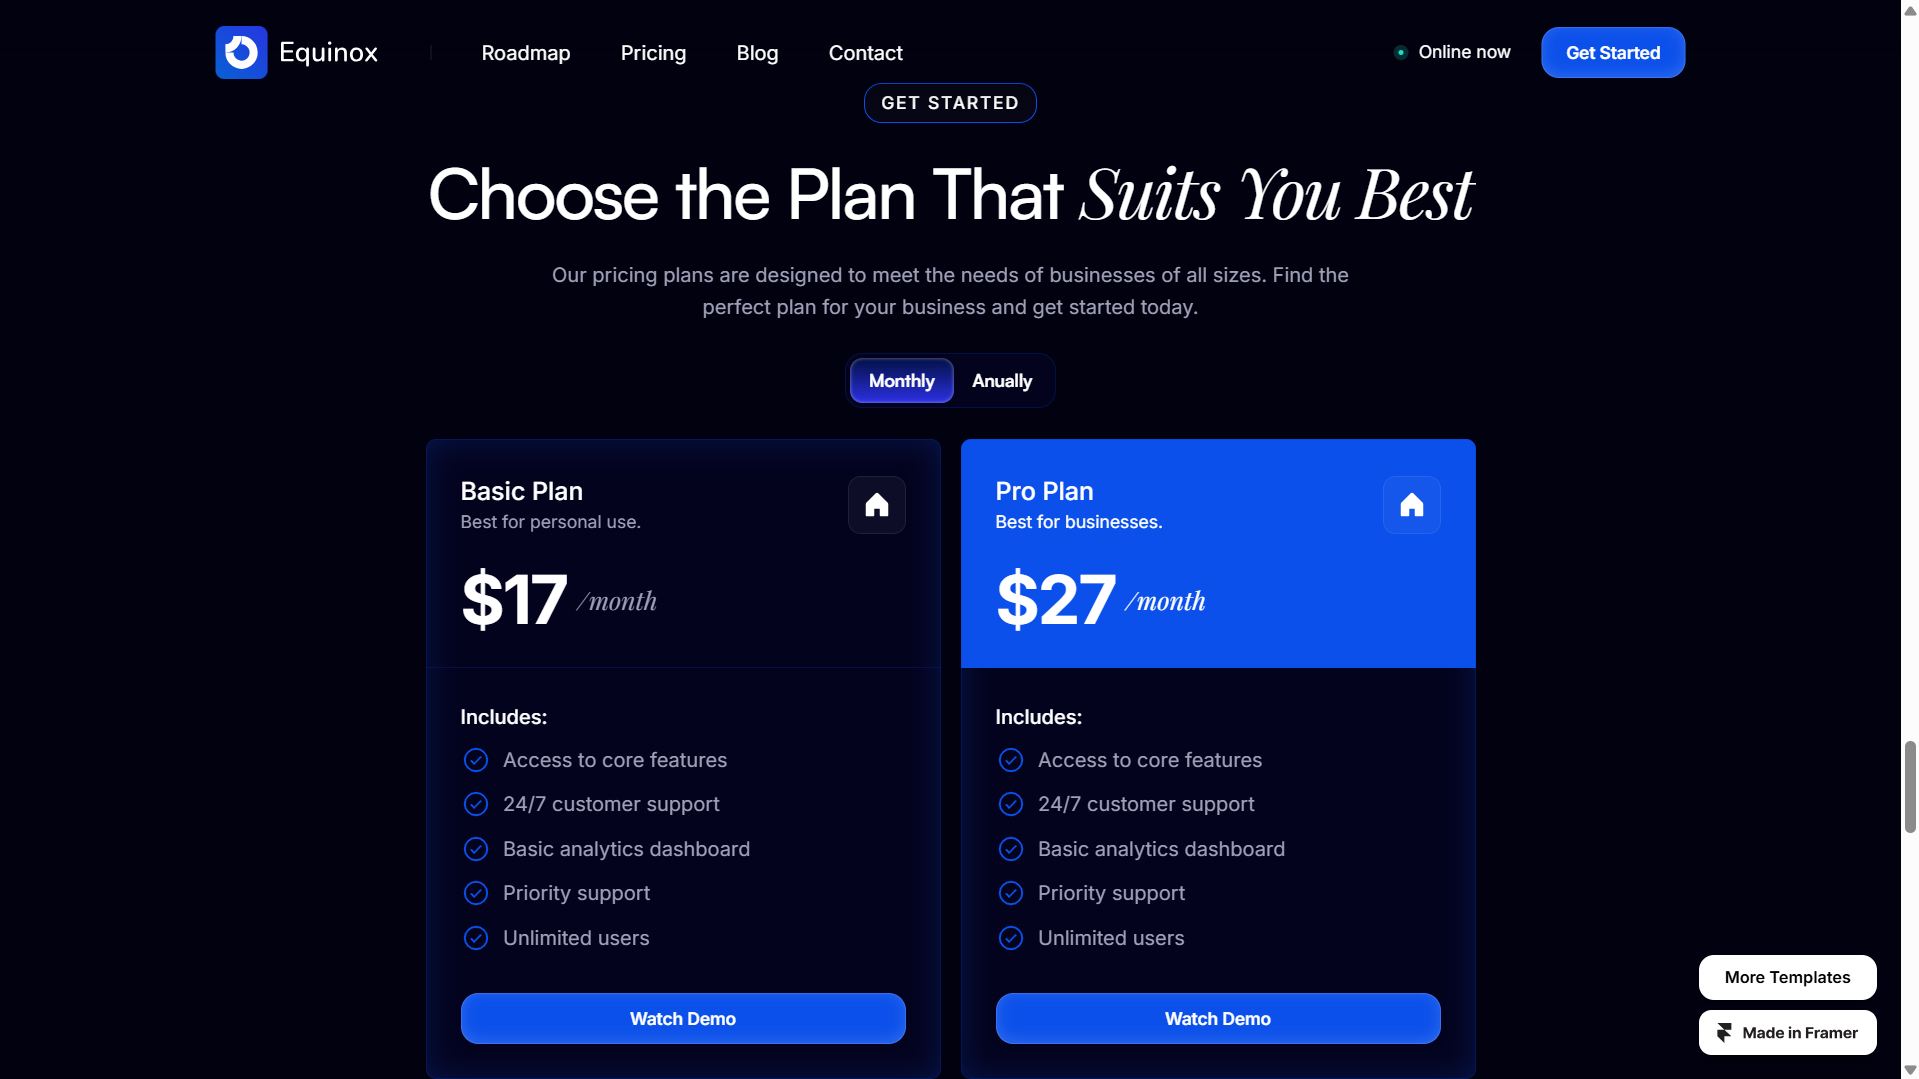 Equinox
Roadmap
Pricing
Blog
Contact
Online now
Get Started
GET STARTED
Choose the Plan That Suits You Best
Our pricing plans are designed to meet the needs of businesses of all sizes. Find the
perfect plan for your business and get started today.
Monthly
Anually
Basic Plan
Best for personal use.
$17 /month
Includes:
Access to core features
24/7 customer support
Basic analytics dashboard
Priority support
Unlimited users
Watch Demo
Pro Plan
Best for businesses.
$27 /month
Includes:
Access to core features
24/7 customer support
Basic analytics dashboard
Priority support
Unlimited users
Watch Demo
More Templates
Made in Framer